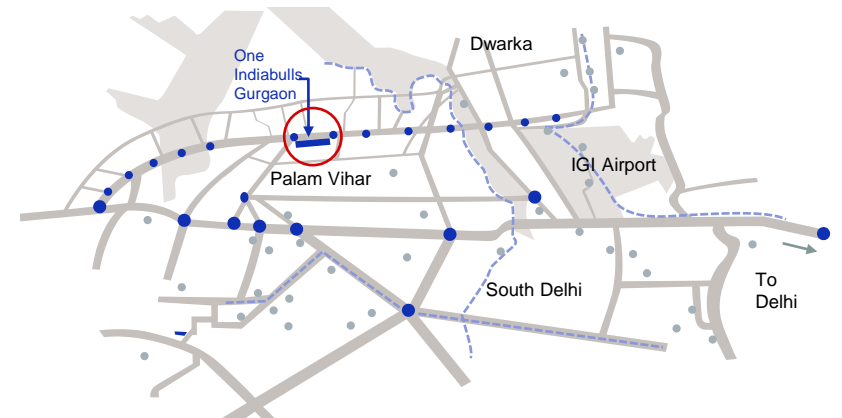 Dwarka
One
Indiabulls
Gurgaon
IGI Airport
Palam Vihar
South Delhi
To
Delhi